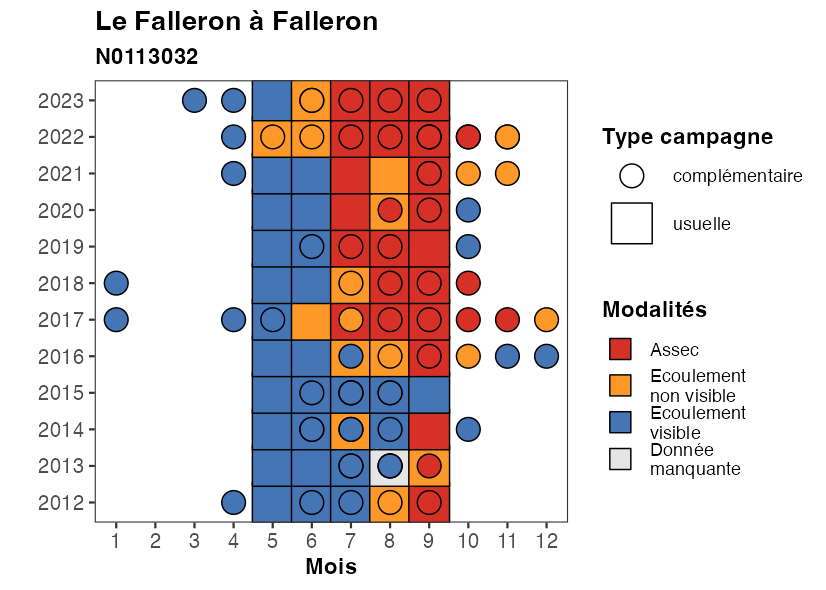 Le Falleron à Falleron
N0113032
2023
2022
2021
2020
2019
2018
2017
2016
2015
2014
2013
2012
1 2 3 4 5 6 7 8 9 10 11 12
Mois
Type campagne
complémentaire
usuelle
Modalités
Assec
Ecoulement
non visible
Ecoulement
visible
Donnée
manquante